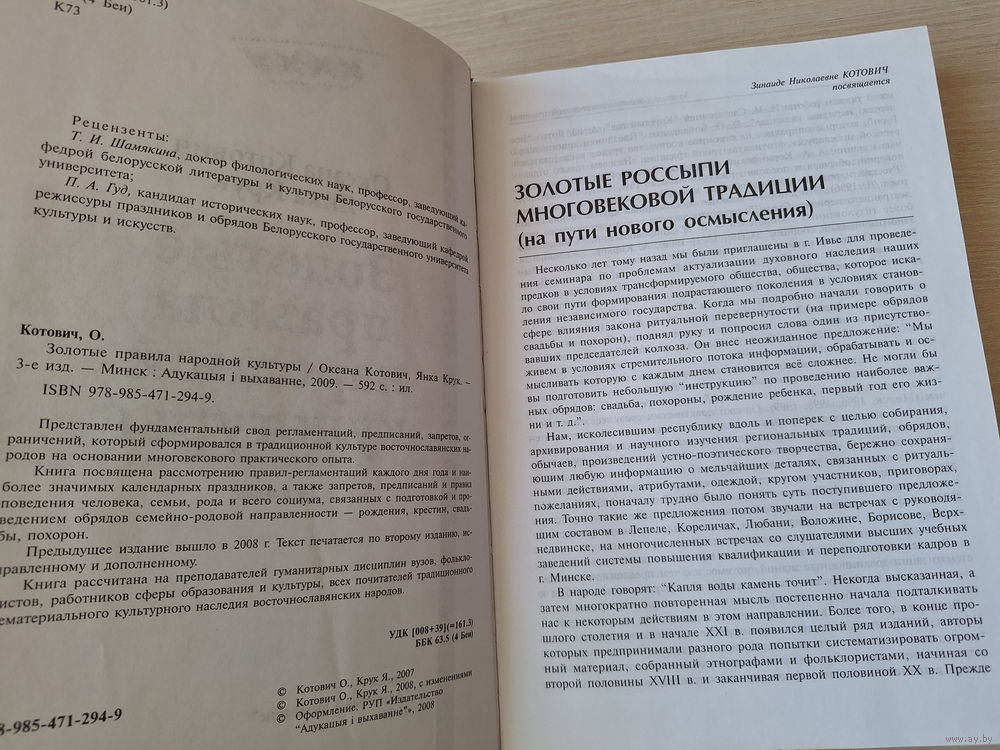 (4 Беи)
К73
Рецензенты:
Т. И. Шамякина, доктор филологических наук, профессор, заведующий ка-
федрой белорусской литературы и культуры Белорусского государственного
университета;
П. А. Гуд, кандидат исторических наук, профессор, заведующий кафедрой
режиссуры праздников и обрядов Белорусского государственного университета
культуры и искусств.
Котович, О.
Золотые правила народной культуры / Оксана Котович, Янка Крук. –
3-е изд. — Минск : Адукацыя і выхаванне, 2009. — 592 с. : ил.
ISBN 978-985-471-294-9.
Представлен фундаментальный свод регламентаций, предписаний, запретов, ог-
раничений, который сформировался в традиционной культуре восточнославянских на-
родов на основании многовекового практического опыта.
Книга посвящена рассмотрению правил-регламентаций каждого дня года и наи-
более значимых календарных праздников, а также запретов, предписаний и правил
поведения человека, семьи, рода и всего социума, связанных с подготовкой и про-
ведением обрядов семейно-родовой направленности — рождения, крестин, свадь-
бы, похорон.
Предыдущее издание вышло в 2008 г. Текст печатается по второму изданию, ис-
правленному и дополненному.
Книга рассчитана на преподавателей гуманитарных дисциплин вузов, фолькло-
истов, работников сферы образования и культуры, всех почитателей традиционного
ематериального культурного наследия восточнославянских народов.
УДК [008+39](=161.3)
ББК 63.5 (4 Беи)
© Котович О., Крук Я., 2007
© Котович О., Крук Я., 2008, с изменениями
© Оформление. РУП «Издательство
“Адукацыя і выхаванне”», 2008
8-985-471-294-9
Зинаиде Николаевне КОТОВИЧ
посвящается
ЗОЛОТЫЕ РОССЫПИ
МНОГОВЕКОВОЙ ТРАДИЦИИ
(на пути нового осмысления)
Несколько лет тому назад мы были приглашены в г. Ивье для проведе-
ния семинара по проблемам актуализации духовного наследия наших
предков в условиях трансформируемого общества, общества, которое иска-
ло свои пути формирования подрастающего поколения в условиях станов-
ления независимого государства. Когда мы подробно начали говорить о
сфере влияния закона ритуальной перевернутости (на примере обрядов
свадьбы и похорон), поднял руку и попросил слова один из присутство-
вавших председателей колхоза. Он внес неожиданное предложение: “Мы
живем в условиях стремительного потока информации, обрабатывать и ос-
мысливать которую с каждым днем становится всё сложнее. Не могли бы
вы подготовить небольшую “инструкцию” по проведению наиболее важ-
ных обрядов: свадьба, похороны, рождение ребенка, первый год его жиз-
ни и т. д.”.
Нам, исколесившим республику вдоль и поперек с целью собирания,
архивирования и научного изучения региональных традиций, обрядов,
обычаев, произведений устно-поэтического творчества, бережно сохраня-
ющим любую информацию о мельчайших деталях, связанных с ритуаль-
ными действиями, атрибутами, одеждой, кругом участников, приговорах,
пожеланиях, поначалу трудно было понять суть поступившего предложе-
ния. Точно такие же предложения потом звучали на встречах с руководя-
щим составом в Лепеле, Кореличах, Любани, Воложине, Борисове, Верх-
недвинске, на многочисленных встречах со слушателями высших учебных
заведений системы повышения квалификации и переподготовки кадров в
г. Минске.
В народе говорят: “Капля воды камень точит”. Некогда высказанная, а
затем многократно повторенная мысль постепенно начала подталкивать
нас к некоторым действиям в этом направлении. Более того, в конце про-
шлого столетия и в начале XXI в. появился целый ряд изданий, авторы
которых предпринимали разного рода попытки систематизировать огром-
ный материал, собранный этнографами и фольклористами, начиная со
второй половины XVIII в. и заканчивая первой половиной XX в. Прежде
www.ay.by